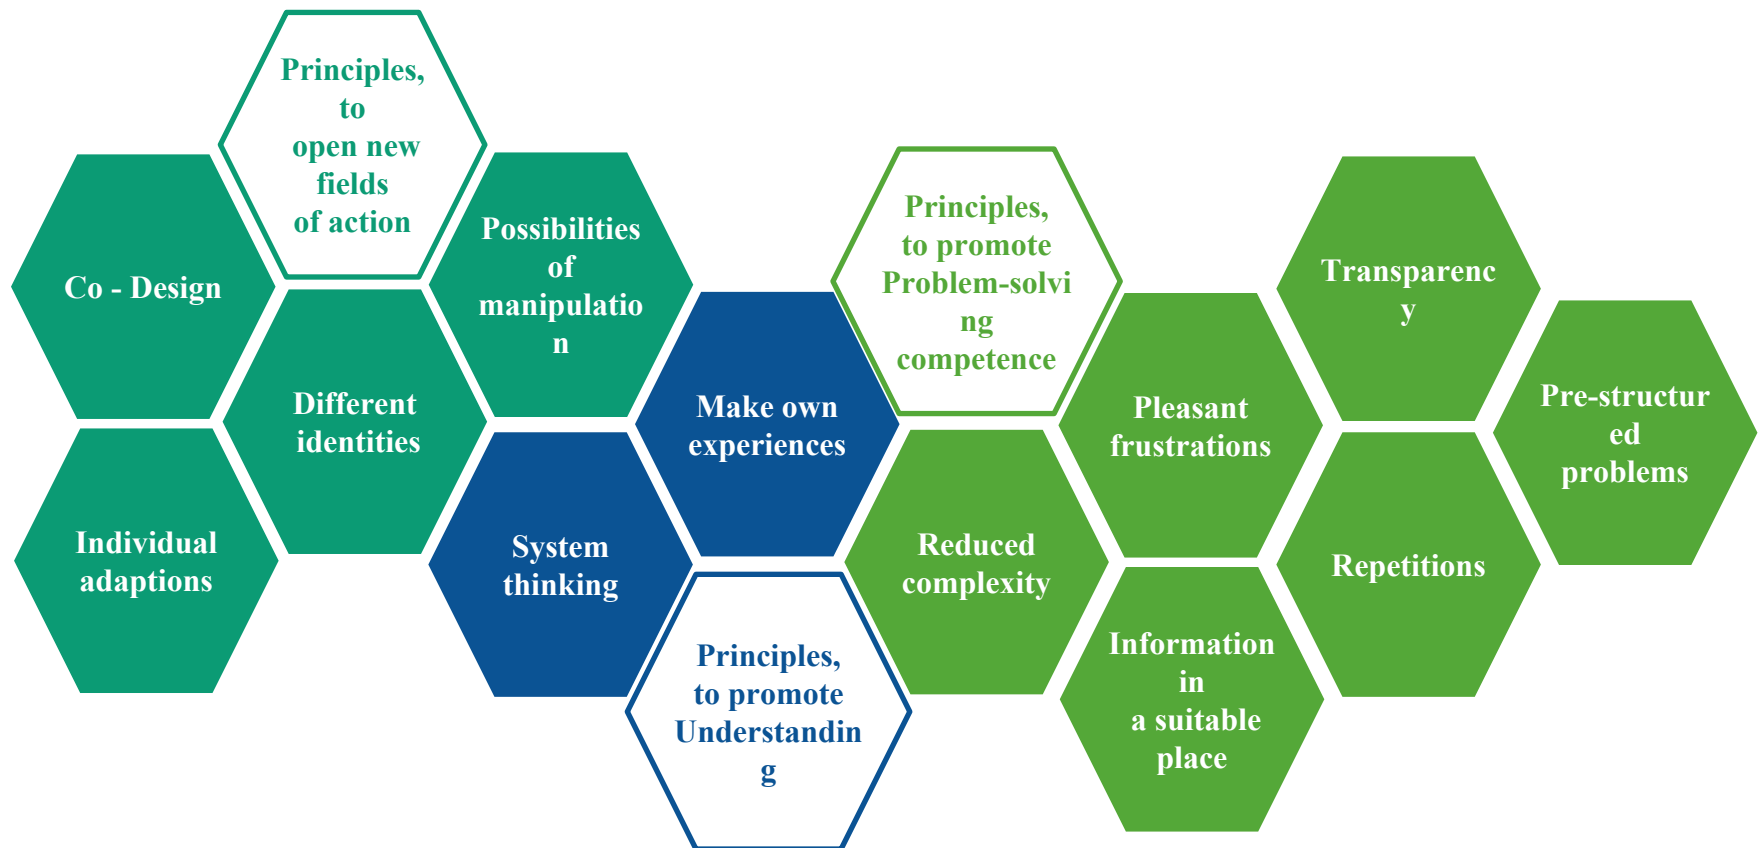 Principles,
to
open new
fields
of action
Co - Design
Possibilities
of
manipulatio
n
Different
identities
Individual
adaptions
Make own
experiences
System
thinking
Principles,
to promote
Understandin
g
Principles,
to promote
Problem-solvi
ng
competence
Pleasant
frustrations
Reduced
complexity
Transparenc
y
Pre-structur
ed
problems
Repetitions
Information
in
a suitable
place